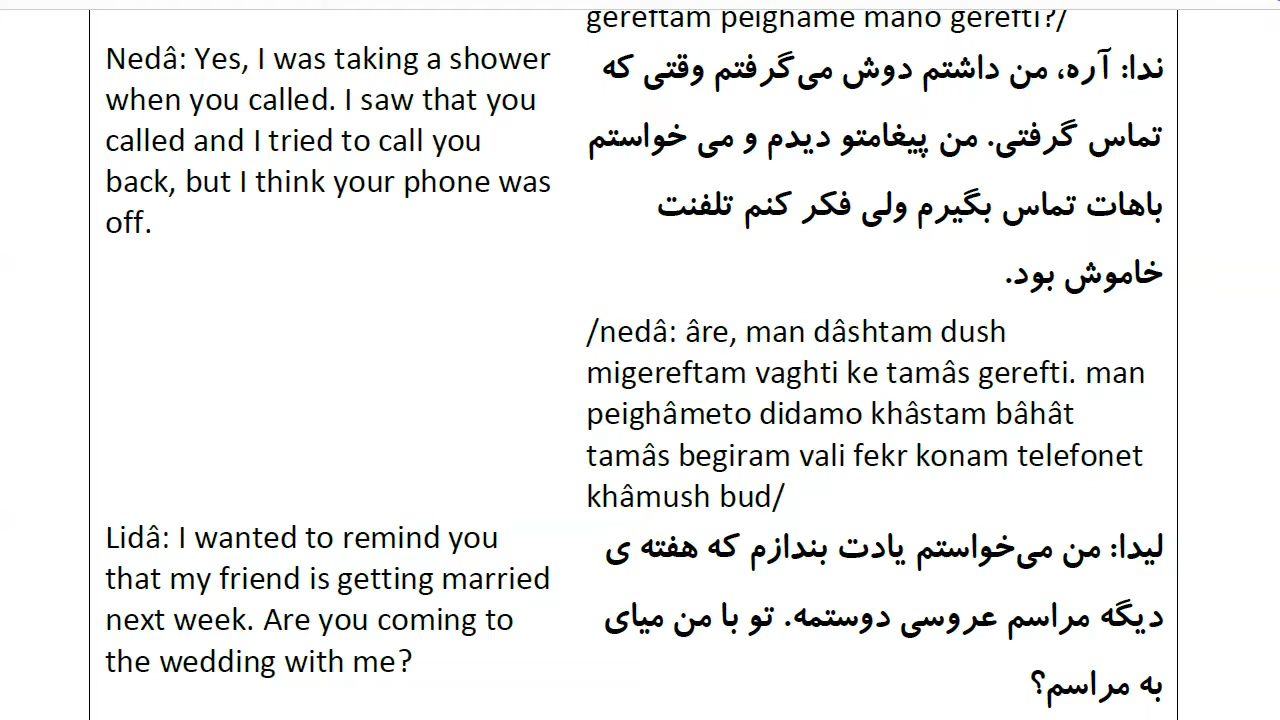 gereftam peighame mano gerefti?/
Nedâ: Yes, I was taking a shower
when you called. I saw that you
called and I tried to call you
back, but I think your phone was
off.
ندا: آره، من داشتم دوش می‌گرفتم وقتی که
تماس گرفتی. من پیغامتو دیدم و می خواستم
باهات تماس بگیرم ولی فکر کنم تلفنت
خاموش بود.
/nedâ: âre, man dâshtam dush
migereftam vaghti ke tamâs gerefti. man
peighâmeto didamo khâstam bâhât
tamâs begiram vali fekr konam telefonet
khâmush bud/
Lidâ: I wanted to remind you
that my friend is getting married
next week. Are you coming to
the wedding with me?
لیدا: من می‌خواستم یادت بندازم که هفته ی
دیگه مراسم عروسی دوستمه. تو با من میای
به مراسم؟